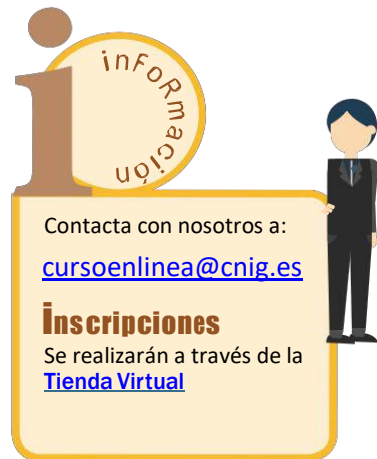 i
inFoRmación
Contacta con nosotros a:
cursoenlinea@cnig.es
inscripciones
Se realizarán a través de la
Tienda Virtual